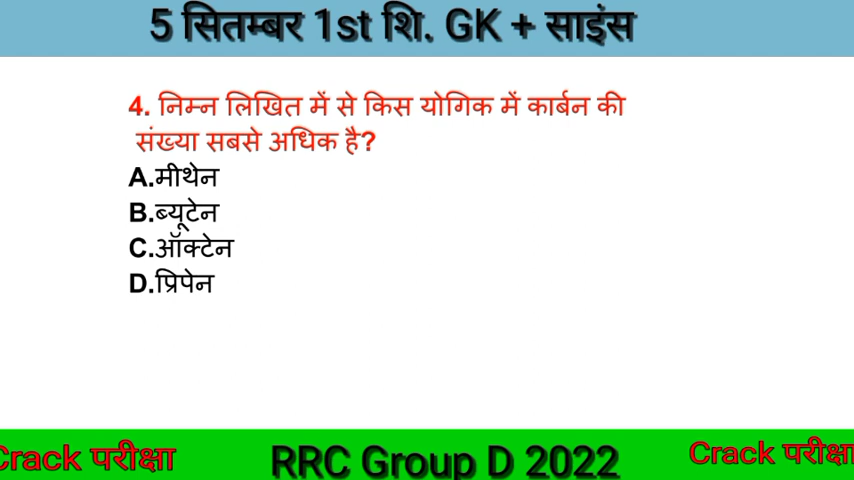 5 सितम्बर 1st शि. GK + साइंस
4. निम्न लिखित में से किस योगिक में कार्बन की
संख्या सबसे अधिक है?
A.मीथेन
B.ब्यूटेन
C.ऑक्टेन
D.प्रिपेन
Crack परीक्षा RRC Group D 2022 Crack परीक्षा